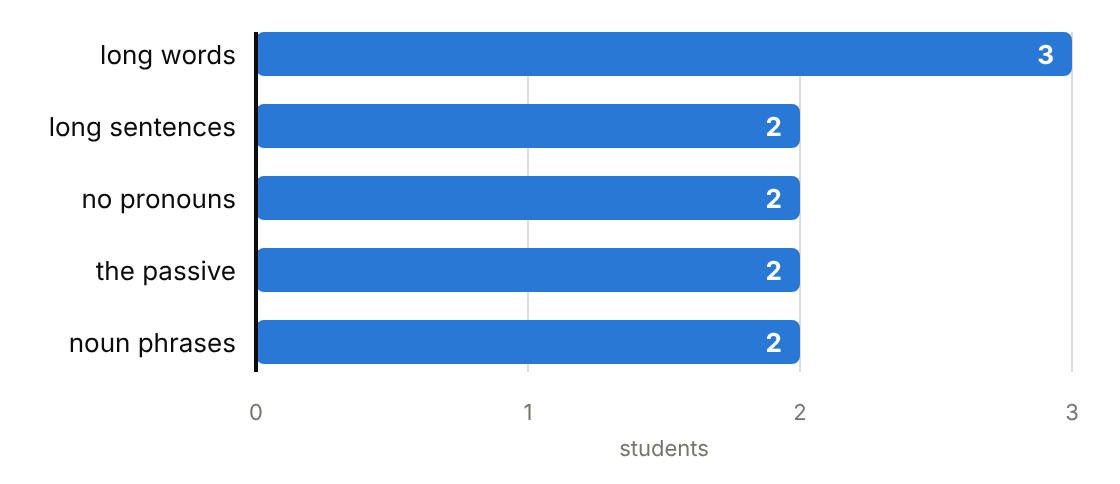 long words 3
long sentences 2
no pronouns 2
the passive 2
noun phrases 2
0 1 2 3
students